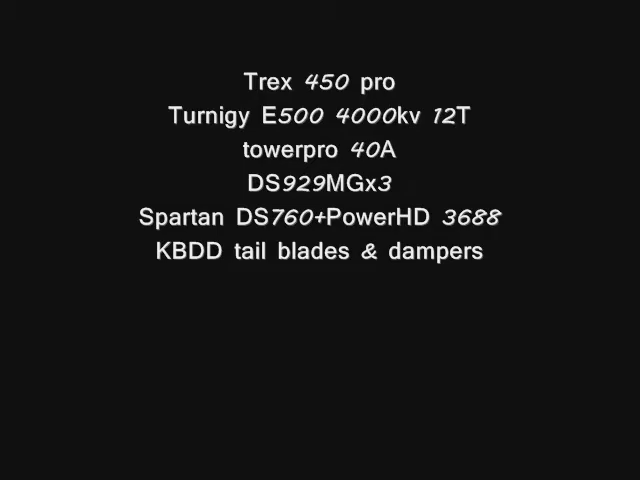 Trex 450 pro
Turnigy E500 4000kv 12T
towerpro 40A
DS929MGx3
Spartan DS760+PowerHD 3688
KBDD tail blades & dampers